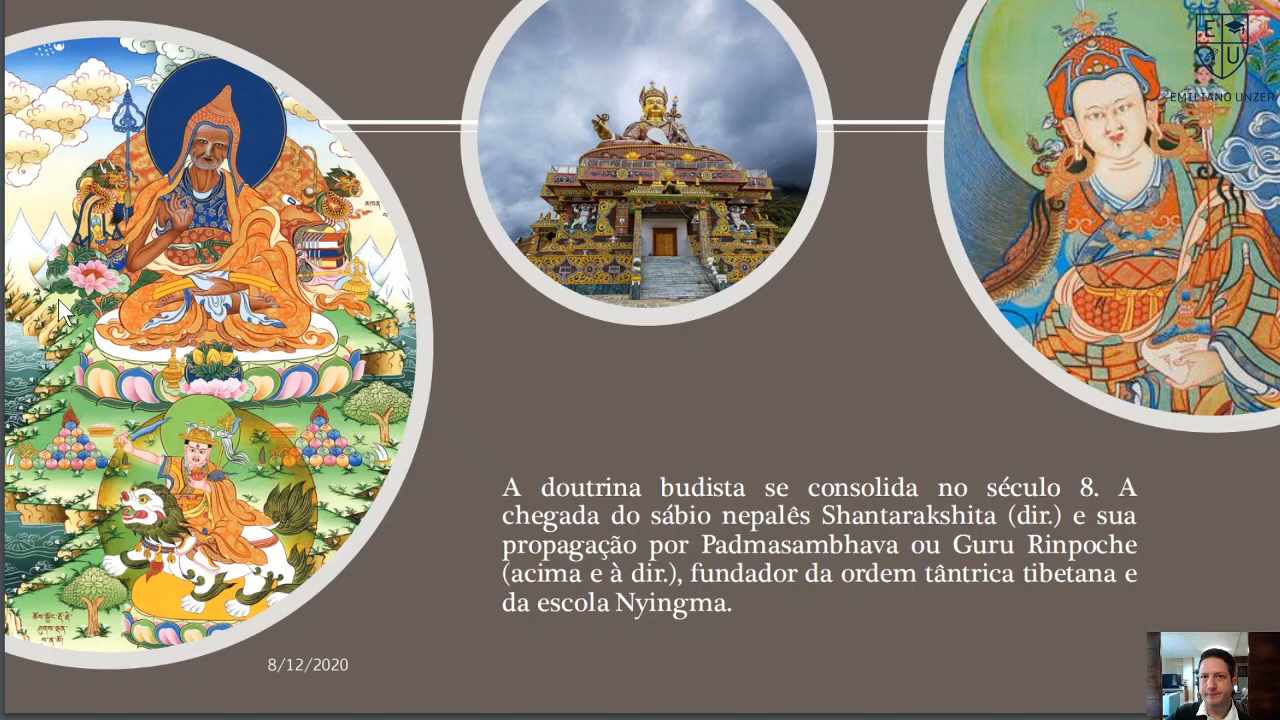 E
U
EMILIANO UNZER
A doutrina budista se consolida no século 8. A
chegada do sábio nepalês Shantarakshita (dir.) e sua
propagação por Padmasambhava ou Guru Rinpoche
(acima e à dir.), fundador da ordem tântrica tibetana e
da escola Nyingma.
8/12/2020